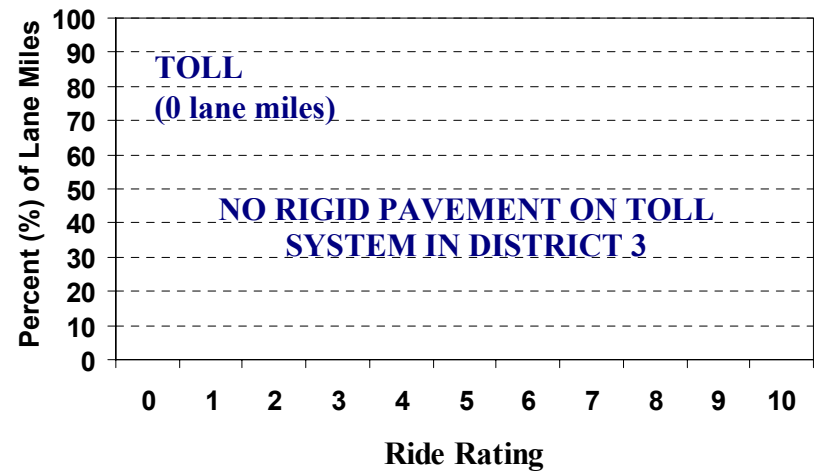 Percent (%) of Lane Miles
100
90
80
70
60
50
40
30
20
10
0
TOLL
(0 lane miles)
NO RIGID PAVEMENT ON TOLL
SYSTEM IN DISTRICT 3
0 1 2 3 4 5 6 7 8 9 10
Ride Rating